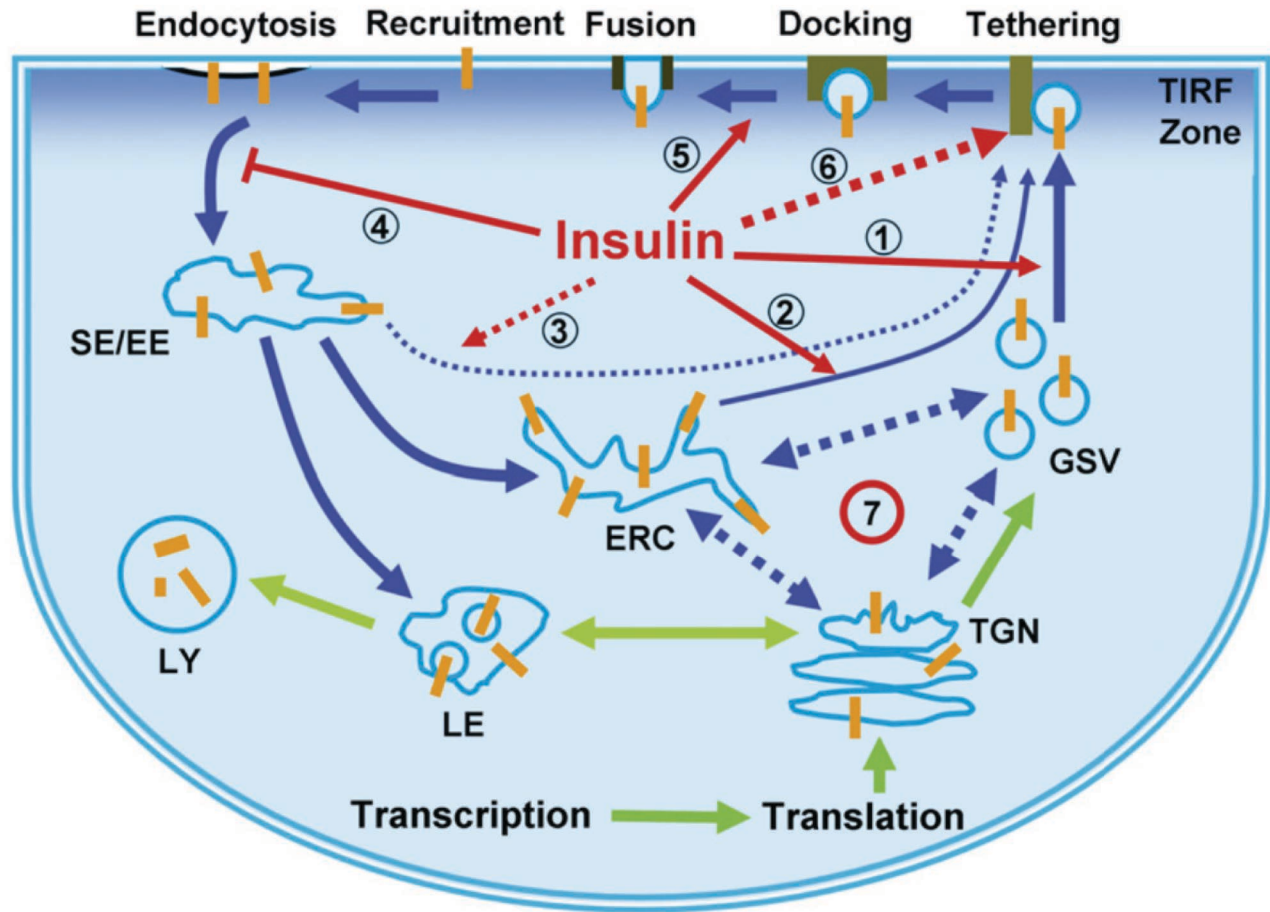 Endocytosis Recruitment Fusion Docking Tethering
TIRF
Zone
⑤
⑥
④
Insulin
①
③
②
SE/EE
GSV
7
ERC
TGN
LY
LE
Transcription
Translation